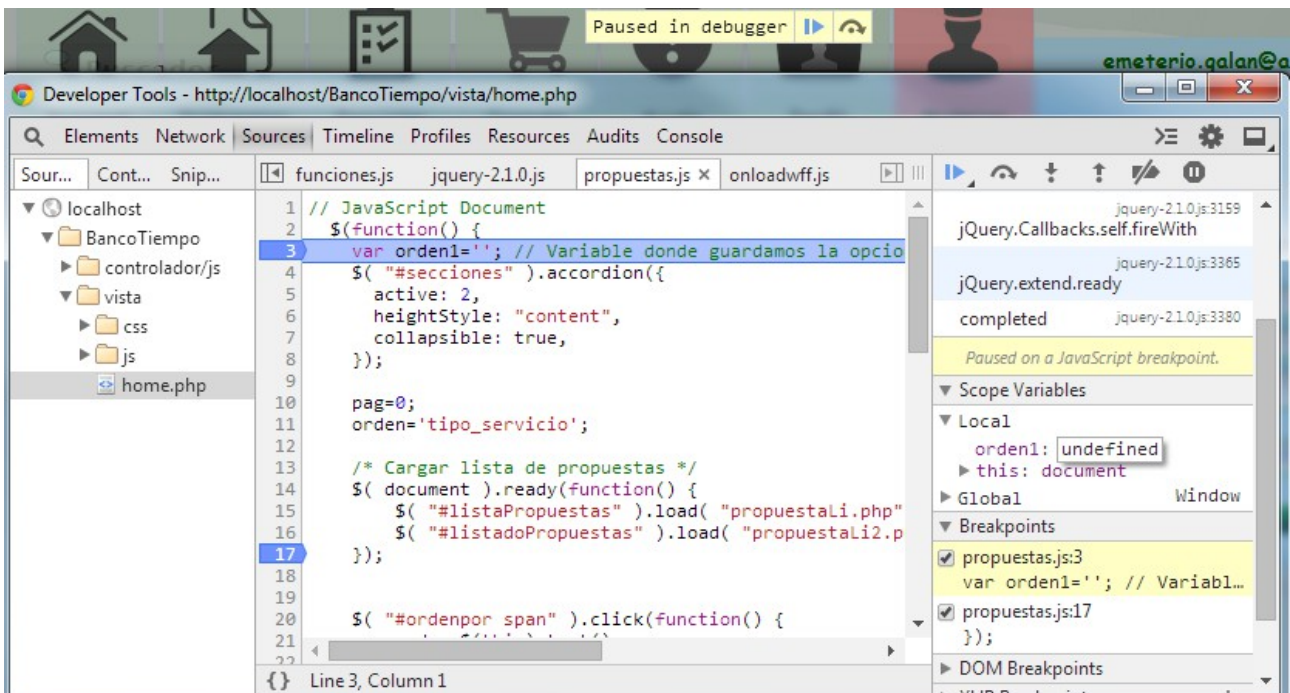 Paused in debugger
emeterio.galan@a
Developer Tools - http://localhost/BancoTiempo/vista/home.php
Elements Network Sources Timeline Profiles Resources Audits Console
Sour... Cont... Snip...
funciones.js jquery-2.1.0.js propuestas.js × onloadwff.js
localhost
BancoTiempo
controlador/js
vista
css
js
home.php
1 // JavaScript Document
2 $(function() {
3 var orden1=''; // Variable donde guardamos la opcio
4 $( "#secciones" ).accordion({
5 active: 2,
6 heightStyle: "content",
7 collapsible: true,
8 });
9
10 pag=0;
11 orden='tipo_servicio';
12
13 /* Cargar lista de propuestas */
14 $( document ).ready(function() {
15 $( "#listaPropuestas" ).load( "propuestaLi.php"
16 $( "#listadoPropuestas" ).load( "propuestaLi2.p
17 });
18
19
20 $( "#ordenpor span" ).click(function() {
21
22
{} Line 3, Column 1
jquery-2.1.0.js:3159
jQuery.Callbacks.self.fireWith
jquery-2.1.0.js:3365
jQuery.extend.ready
completed jquery-2.1.0.js:3380
Paused on a JavaScript breakpoint.
Scope Variables
Local
orden1: undefined
this: document
Global Window
Breakpoints
propuestas.js:3
var orden1=''; // Variabl…
propuestas.js:17
});
DOM Breakpoints